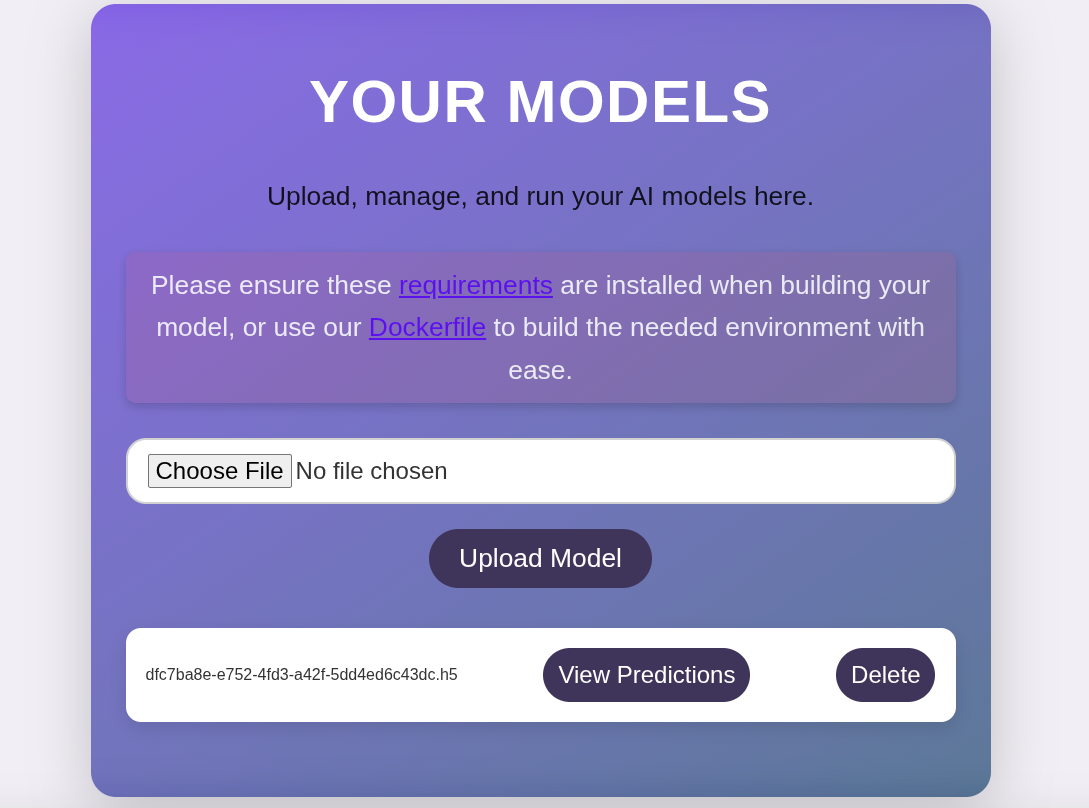 YOUR MODELS
Upload, manage, and run your AI models here.
Please ensure these requirements are installed when building your
model, or use our Dockerfile to build the needed environment with
ease.
Choose File No file chosen
Upload Model
dfc7ba8e-e752-4fd3-a42f-5dd4ed6c43dc.h5 View Predictions Delete